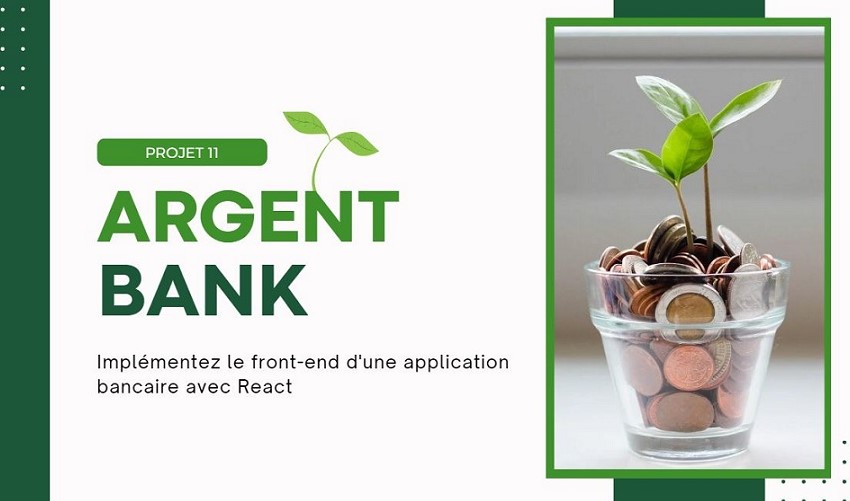 PROJET 11
ARGENT
BANK
Implémentez le front-end d'une application
bancaire avec React